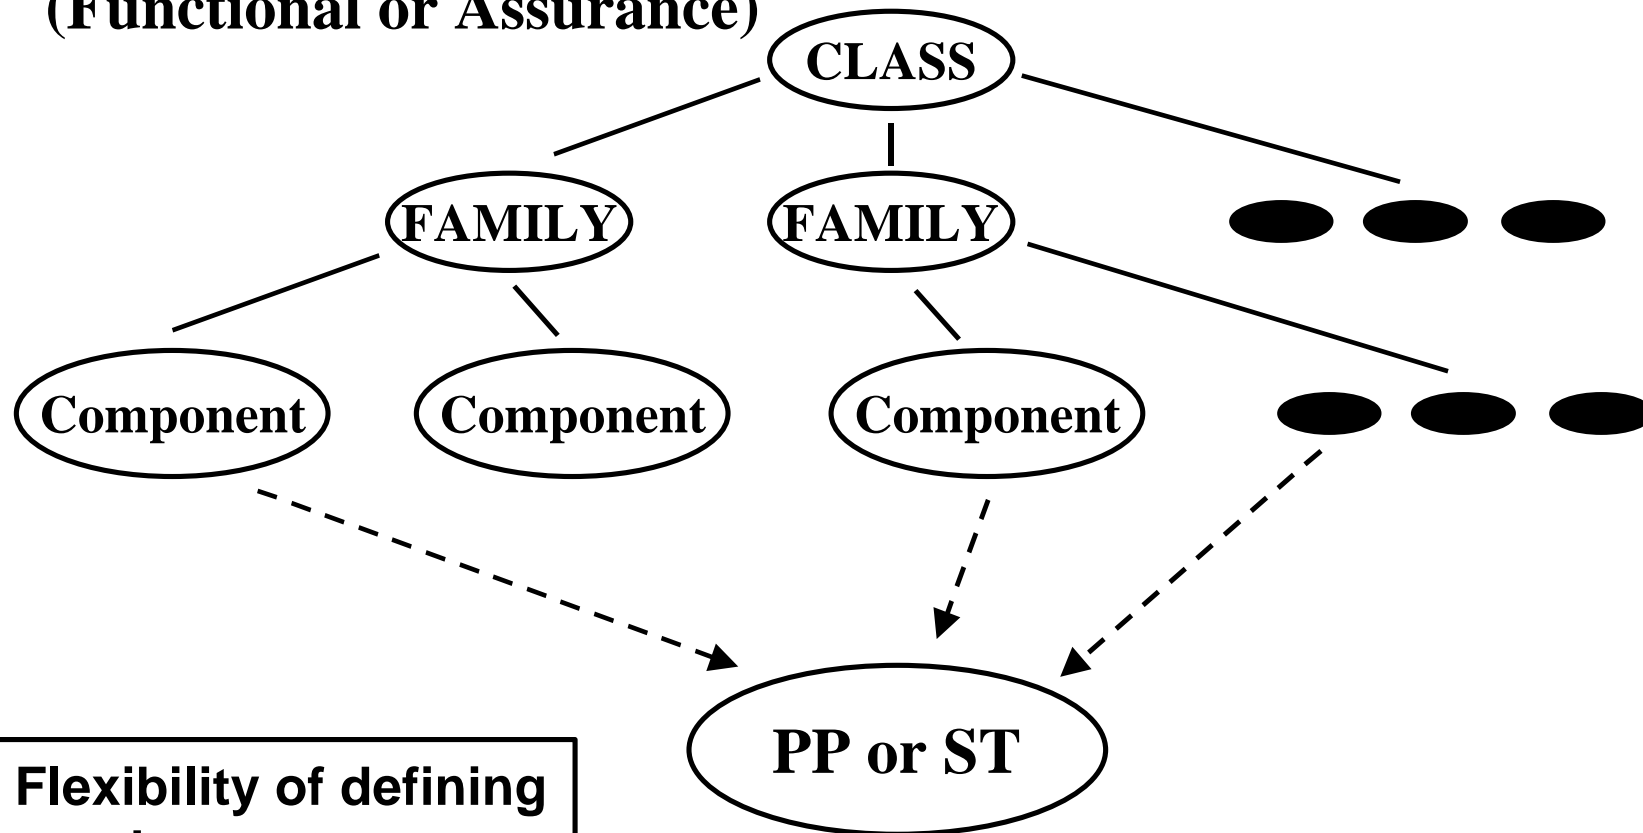 (Functional or Assurance)
CLASS
FAMILY FAMILY
Component Component Component
PP or ST
Flexibility of defining